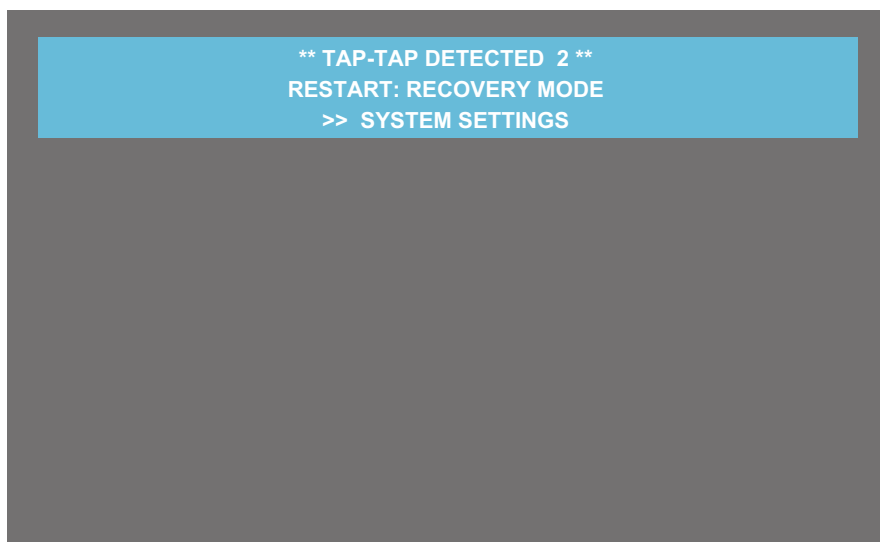 ** TAP-TAP DETECTED  2 **
RESTART: RECOVERY MODE
>>  SYSTEM SETTINGS